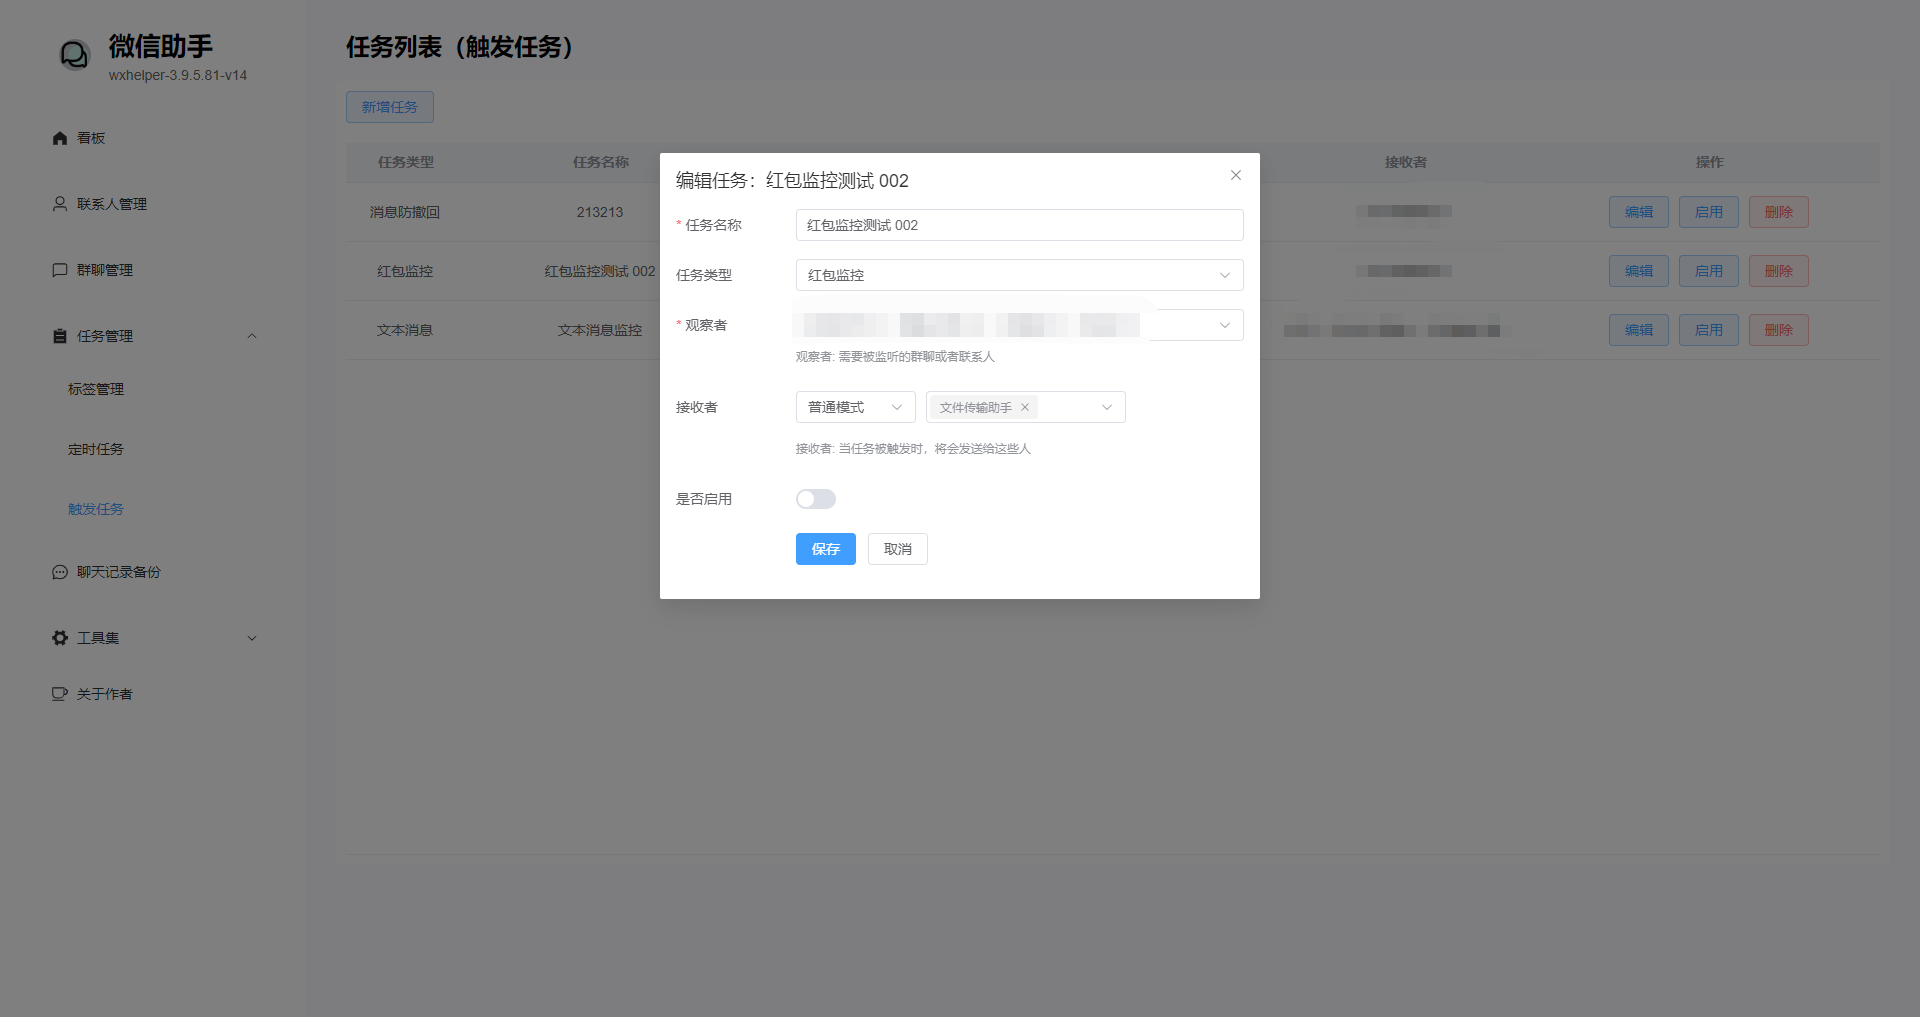 微信助手
wxhelper-3.9.5.81-v14
看板
联系人管理
群聊管理
任务管理
标签管理
定时任务
触发任务
聊天记录备份
工具集
关于作者
任务列表（触发任务）
新增任务
任务类型 任务名称 接收者 操作
消息防撤回 213213 编辑 启用 删除
红包监控 红包监控测试 002 编辑 启用 删除
文本消息 文本消息监控 编辑 启用 删除
编辑任务：红包监控测试 002
* 任务名称 红包监控测试 002
任务类型 红包监控
* 观察者
观察者: 需要被监听的群聊或者联系人
接收者 普通模式 文件传输助手
接收者: 当任务被触发时，将会发送给这些人
是否启用
保存 取消